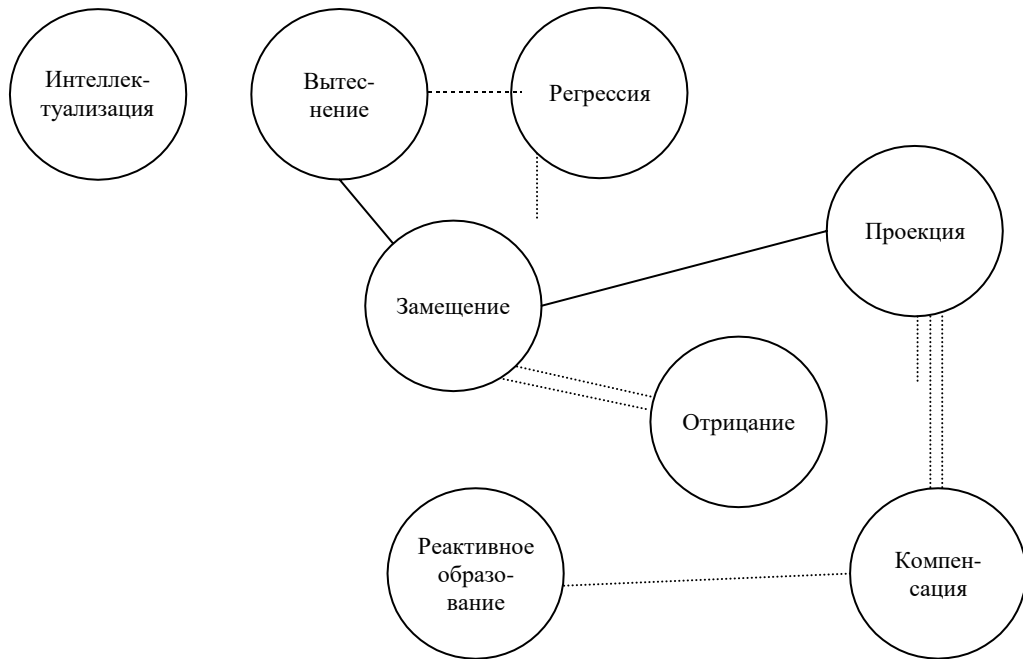 Интеллек-
туализация
Вытес-
нение
Регрессия
Проекция
Замещение
Отрицание
Реактивное
образо-
вание
Компен-
сация